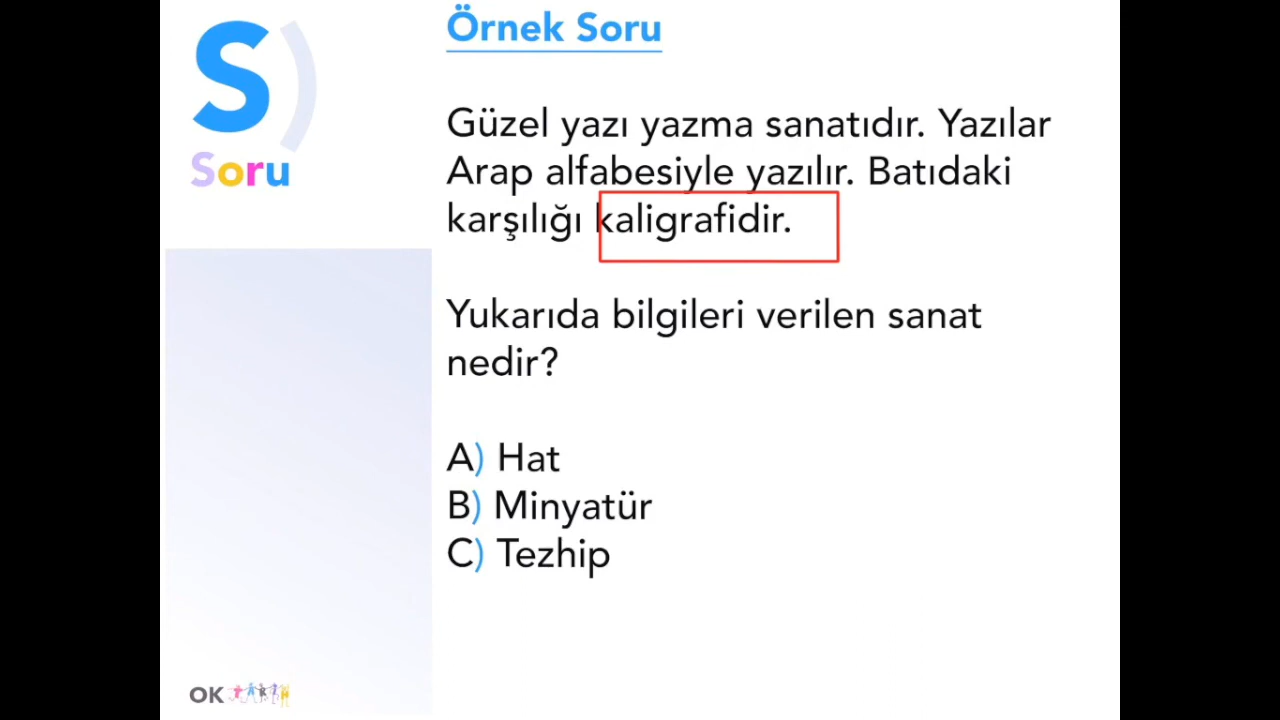 S)
Soru
Örnek Soru
Güzel yazı yazma sanatıdır. Yazılar
Arap alfabesiyle yazılır. Batıdaki
karşılığı kaligrafidir.
Yukarıda bilgileri verilen sanat
nedir?
A) Hat
B) Minyatür
C) Tezhip
OK TARİH